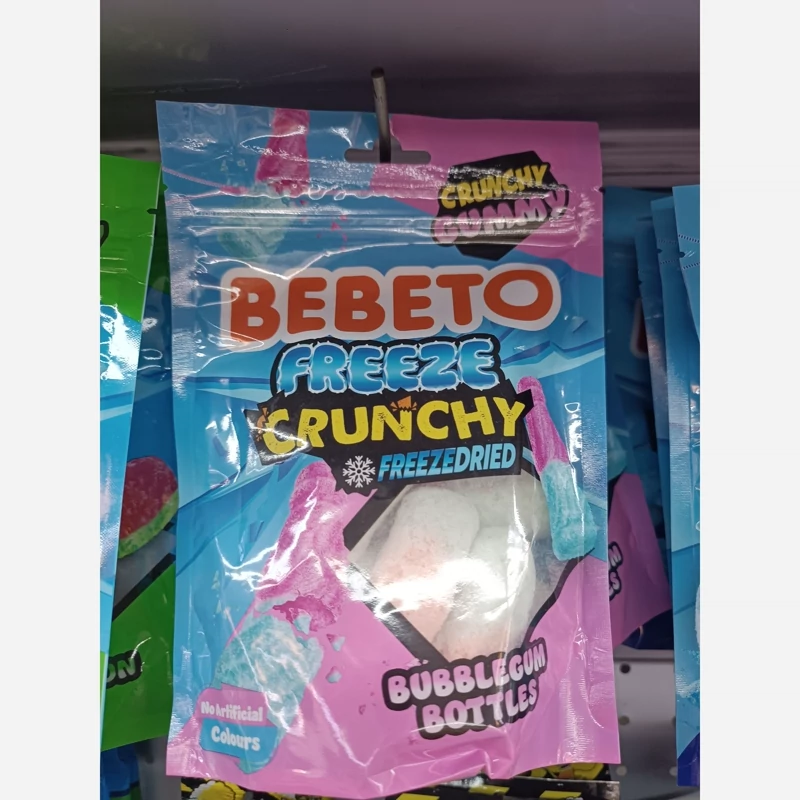 CRUNCHY
GUMMY
BEBETO
FREEZE
CRUNCHY
FREEZEDRIED
BUBBLEGUM
BOTTLES
No Artificial
Colours